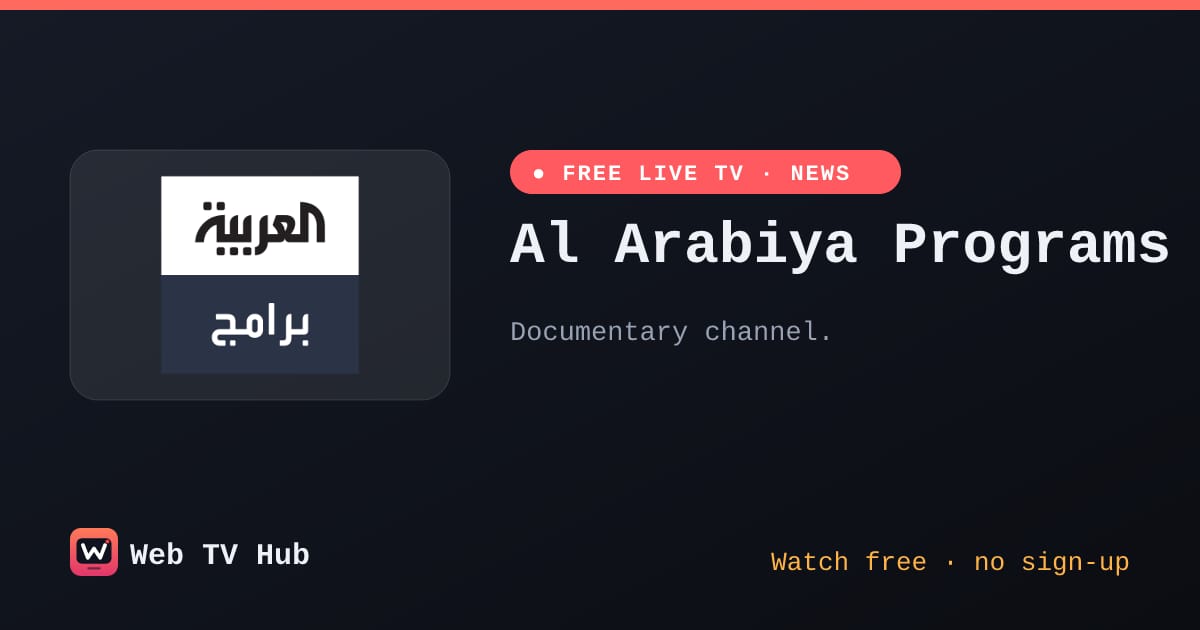 العربية
برامج
● FREE LIVE TV · NEWS
Al Arabiya Programs
Documentary channel.
W
Web TV Hub
Watch free · no sign-up